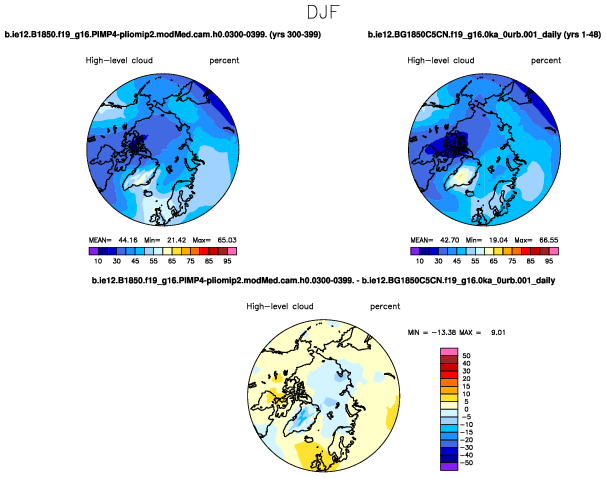 DJF
b.ie12.B1850.f19_g16.PIMP4-pliomip2.modMed.cam.h0.0300-0399. (yrs 300-399)
b.ie12.BG1850C5CN.f19_g16.0ka_0urb.001_daily (yrs 1-48)
High-level cloud percent
High-level cloud percent
MEAN= 44.16 Min= 21.42 Max= 65.03
MEAN= 42.70 Min= 19.04 Max= 66.55
10 30 45 55 65 75 85 95
10 30 45 55 65 75 85 95
b.ie12.B1850.f19_g16.PIMP4-pliomip2.modMed.cam.h0.0300-0399. - b.ie12.BG1850C5CN.f19_g16.0ka_0urb.001_daily
High-level cloud percent
MIN = -13.38 MAX = 9.01
50
40
30
20
15
10
5
0
-5
-10
-15
-20
-30
-40
-50